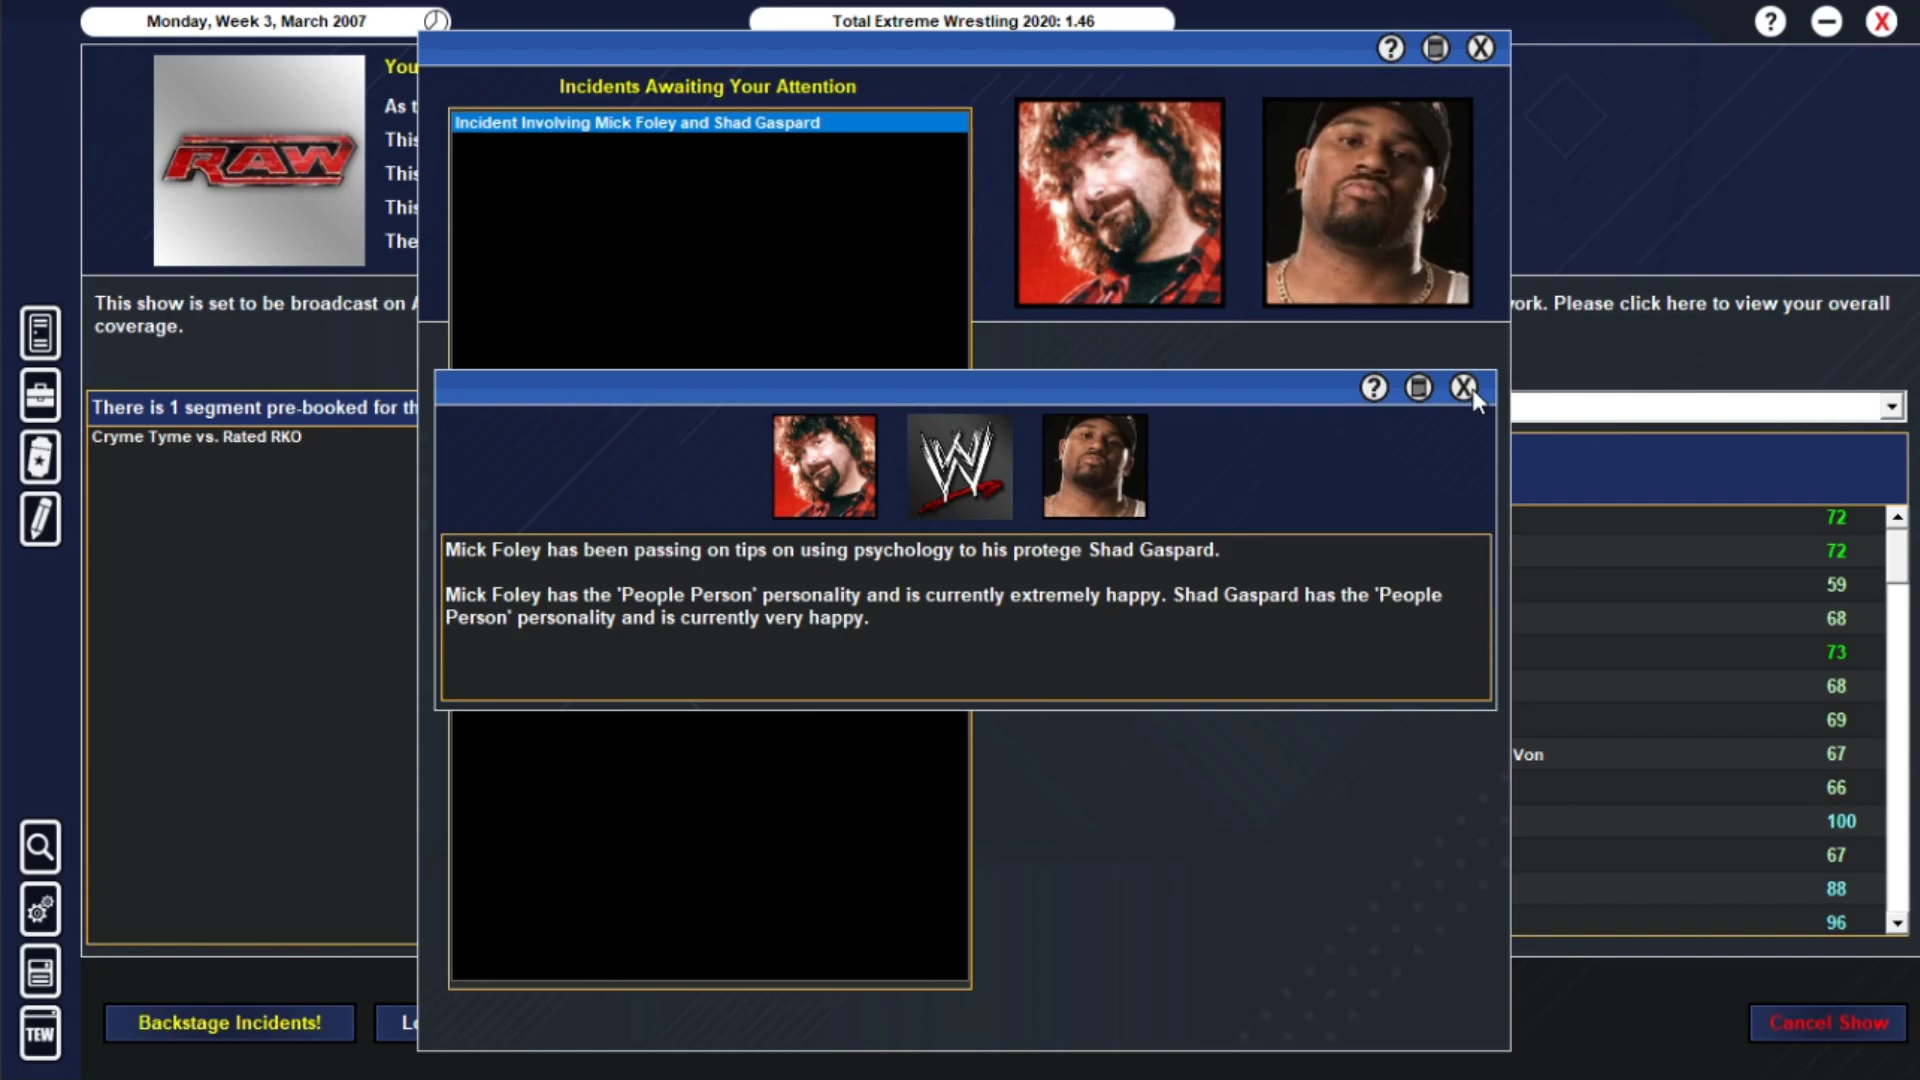 Monday, Week 3, March 2007
Total Extreme Wrestling 2020: 1.46
? – X
RAW
You
As t
This
This
This
The
? X
Incidents Awaiting Your Attention
Incident Involving Mick Foley and Shad Gaspard
This show is set to be broadcast on A
coverage.
ork. Please click here to view your overall
There is 1 segment pre-booked for th
Cryme Tyme vs. Rated RKO
? X
W
Mick Foley has been passing on tips on using psychology to his protege Shad Gaspard.
Mick Foley has the 'People Person' personality and is currently extremely happy. Shad Gaspard has the 'People
Person' personality and is currently very happy.
72
72
59
68
73
68
69
Von 67
66
100
67
88
96
TEW
Backstage Incidents!
Lo
Cancel Show